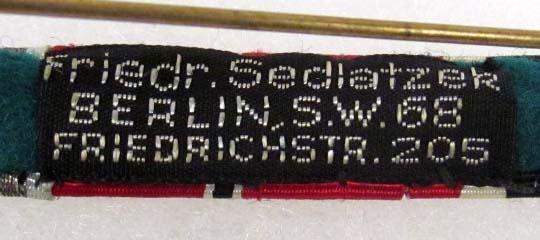 Friedr. Sedlatzek
BERLIN, S.W. 68
FRIEDRICHSTR. 205